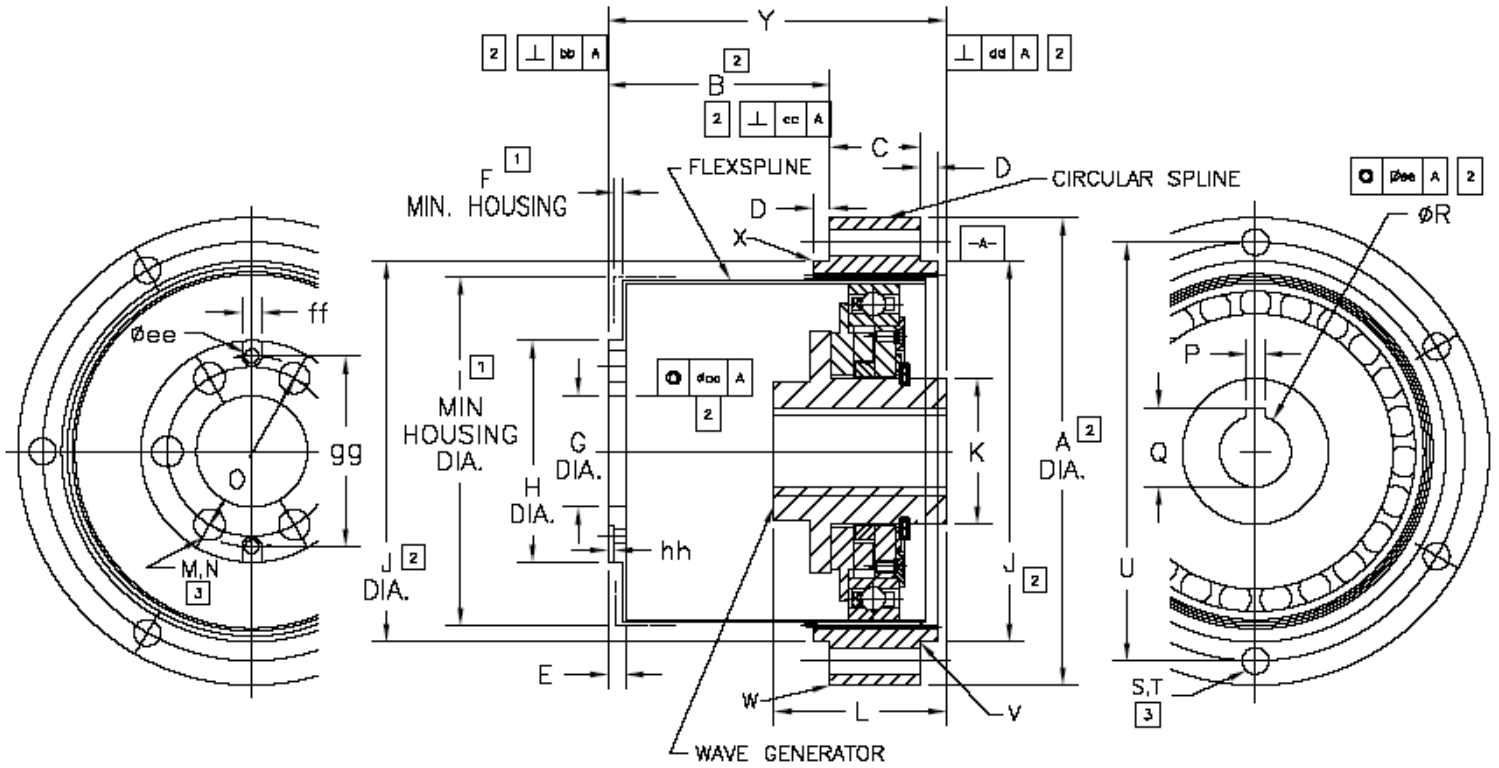 Y
2 ⊥ bb A
⊥ dd A 2
B 2
2 ⊥ cc A
C
D
F 1
MIN. HOUSING
FLEXSPLINE
CIRCULAR SPLINE
Øee A 2
ØR
D
X
-A-
ff
Øee
P
1
MIN
HOUSING
DIA.
A
2
gg
G
DIA.
K
A 2
DIA.
Q
H
DIA.
O
U
hh
M,N
3
J 2
DIA.
J
2
E
W
L
V
S,T
3
WAVE GENERATOR